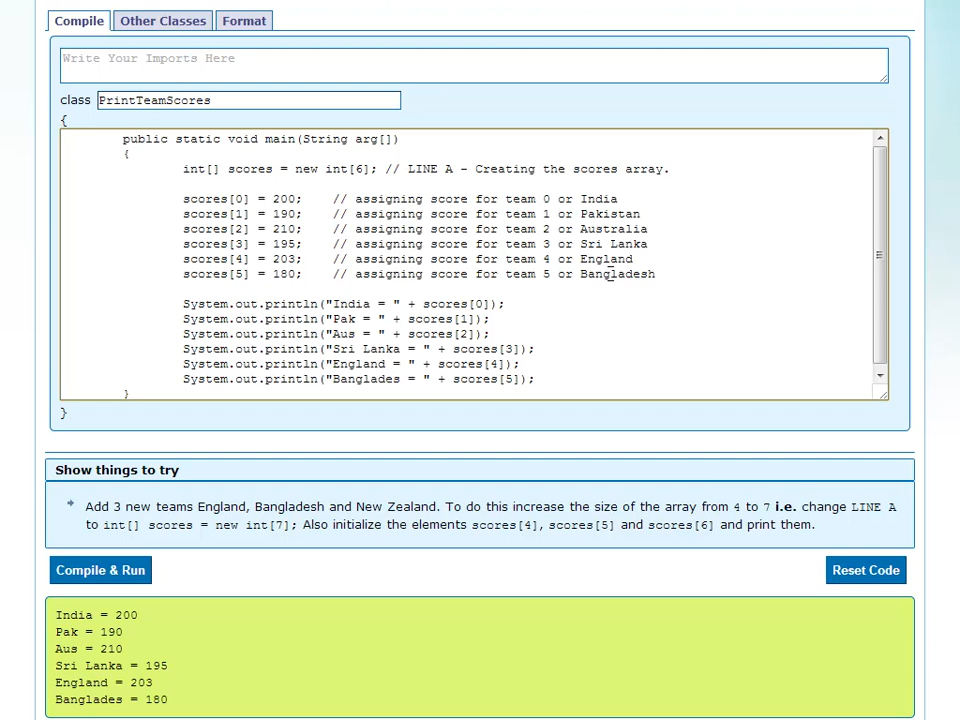 Compile Other Classes Format
Write Your Imports Here
class PrintTeamScores
{
public static void main(String arg[])
{
int[] scores = new int[6]; // LINE A - Creating the scores array.
scores[0] = 200; // assigning score for team 0 or India
scores[1] = 190; // assigning score for team 1 or Pakistan
scores[2] = 210; // assigning score for team 2 or Australia
scores[3] = 195; // assigning score for team 3 or Sri Lanka
scores[4] = 203; // assigning score for team 4 or England
scores[5] = 180; // assigning score for team 5 or Bangladesh
System.out.println("India = " + scores[0]);
System.out.println("Pak = " + scores[1]);
System.out.println("Aus = " + scores[2]);
System.out.println("Sri Lanka = " + scores[3]);
System.out.println("England = " + scores[4]);
System.out.println("Banglades = " + scores[5]);
}
}
Show things to try
Add 3 new teams England, Bangladesh and New Zealand. To do this increase the size of the array from 4 to 7 i.e. change LINE A
to int[] scores = new int[7]; Also initialize the elements scores[4], scores[5] and scores[6] and print them.
Compile & Run Reset Code
India = 200
Pak = 190
Aus = 210
Sri Lanka = 195
England = 203
Banglades = 180